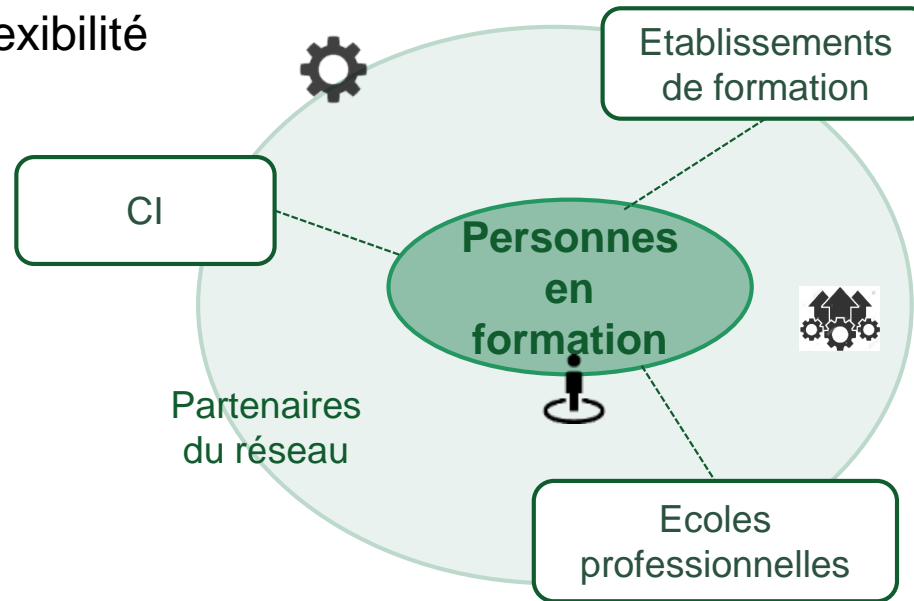 exibilité
Etablissements
de formation
CI
Personnes
en
formation
Partenaires
du réseau
Ecoles
professionnelles